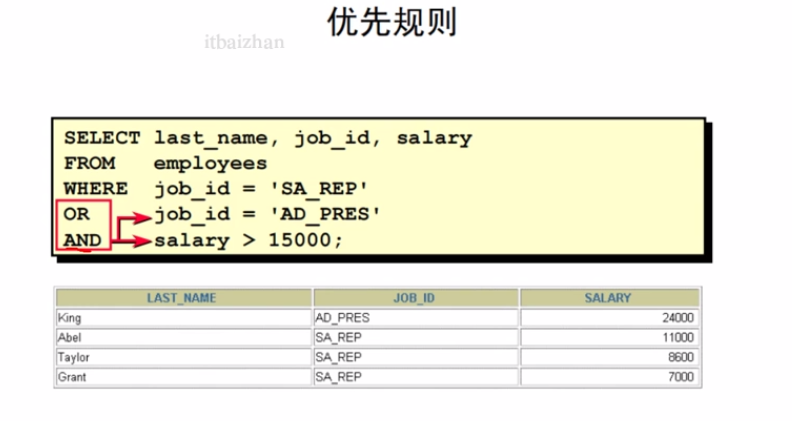 优先规则
itbaizhan
SELECT last_name, job_id, salary
FROM employees
WHERE job_id = 'SA_REP'
OR job_id = 'AD_PRES'
AND salary > 15000;
LAST_NAME JOB_ID SALARY
King AD_PRES 24000
Abel SA_REP 11000
Taylor SA_REP 8600
Grant SA_REP 7000